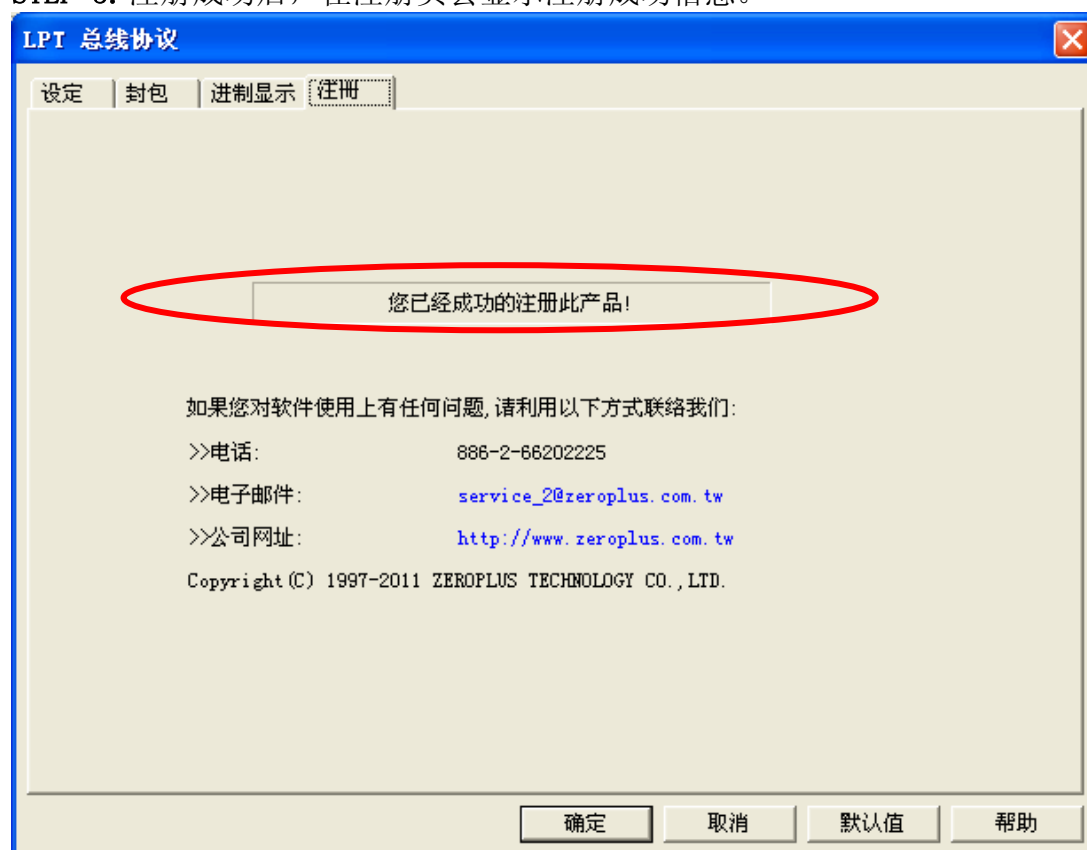 LPT 总线协议
设定 封包 进制显示 注册
您已经成功的注册此产品!
如果您对软件使用上有任何问题,请利用以下方式联络我们:
>>电话: 886-2-66202225
>>电子邮件: service_2@zeroplus.com.tw
>>公司网址: http://www.zeroplus.com.tw
Copyright(C) 1997-2011 ZEROPLUS TECHNOLOGY CO.,LTD.
确定 取消 默认值 帮助